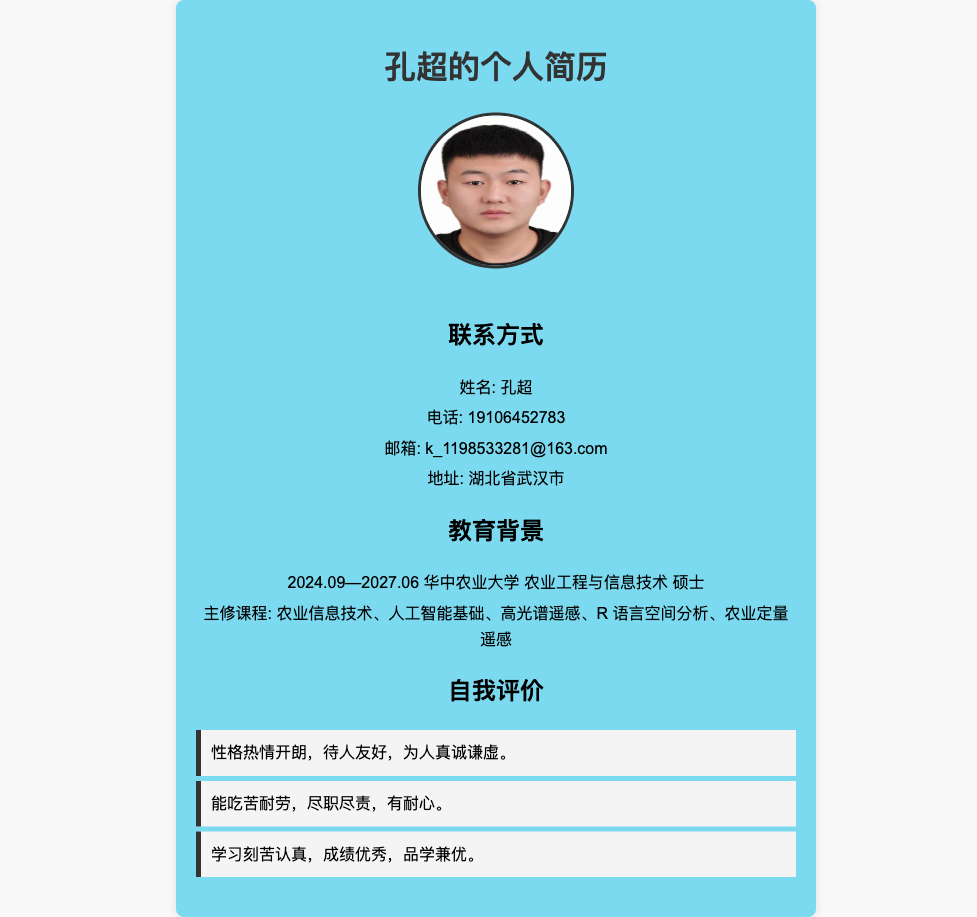 孔超的个人简历
联系方式
姓名: 孔超
电话: 19106452783
邮箱: k_1198533281@163.com
地址: 湖北省武汉市
教育背景
2024.09—2027.06 华中农业大学 农业工程与信息技术 硕士
主修课程: 农业信息技术、人工智能基础、高光谱遥感、R 语言空间分析、农业定量
遥感
自我评价
性格热情开朗，待人友好，为人真诚谦虚。
能吃苦耐劳，尽职尽责，有耐心。
学习刻苦认真，成绩优秀，品学兼优。